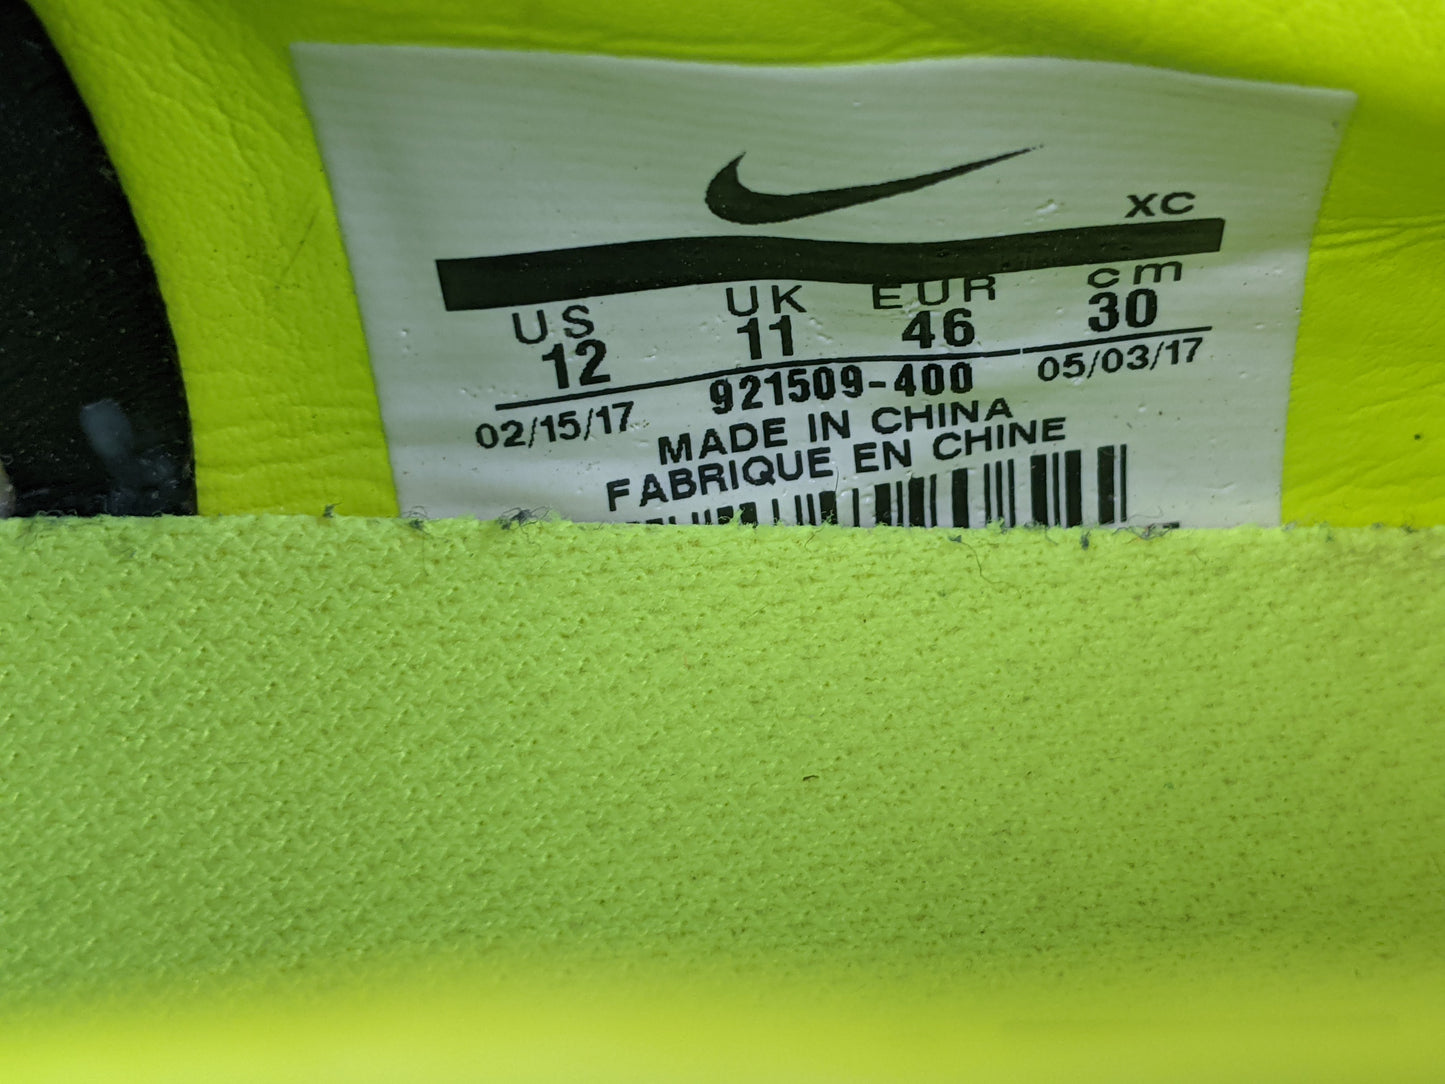 XC
US UK EUR cm
12 11 46 30
02/15/17 921509-400 05/03/17
MADE IN CHINA
FABRIQUE EN CHINE